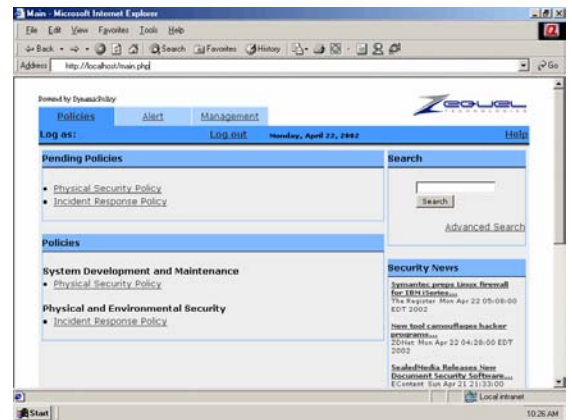 Main - Microsoft Internet Explorer
File Edit View Favorites Tools Help
Back Search Favorites History
Address http://localhost/main.php Go
Powered by DynamicPolicy
Policies Alert Management
Zequel
TECHNOLOGIES
Log as: Log out Monday, April 22, 2002 Help
Pending Policies
• Physical Security Policy
• Incident Response Policy
Policies
System Development and Maintenance
• Physical Security Policy
Physical and Environmental Security
• Incident Response Policy
Search
Search
Advanced Search
Security News
Symantec preps Linux firewall for IBM iSeries...
The Register Mon Apr 22 05:08:00 EDT 2002
New tool camouflages hacker programs...
ZDNet Mon Apr 22 04:28:00 EDT 2002
SealedMedia Releases New Document Security Software...
EContent Sun Apr 21 21:33:00
Local intranet
Start 10:26 AM